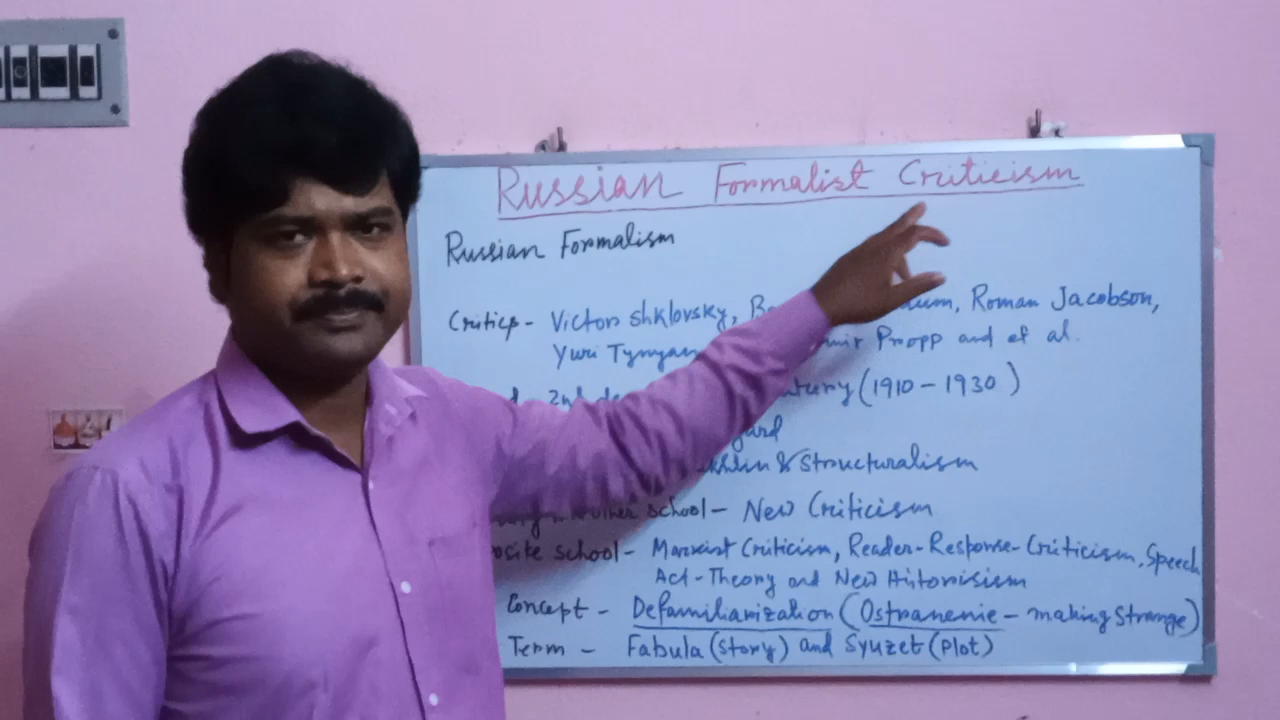 Russian Formalist Criticism
Russian Formalism
Critics - Victor Shklovsky, Roman Jacobson,
Yuri Propp and et al.
(1910 - 1930)
& Structuralism
school - New Criticism
school - Marxist Criticism, Reader-Response-Criticism, Speech
Act-Theory and New Historisism
Concept - Defamiliarization (Ostranenie - making strange)
Term - Fabula (story) and Syuzet (plot)